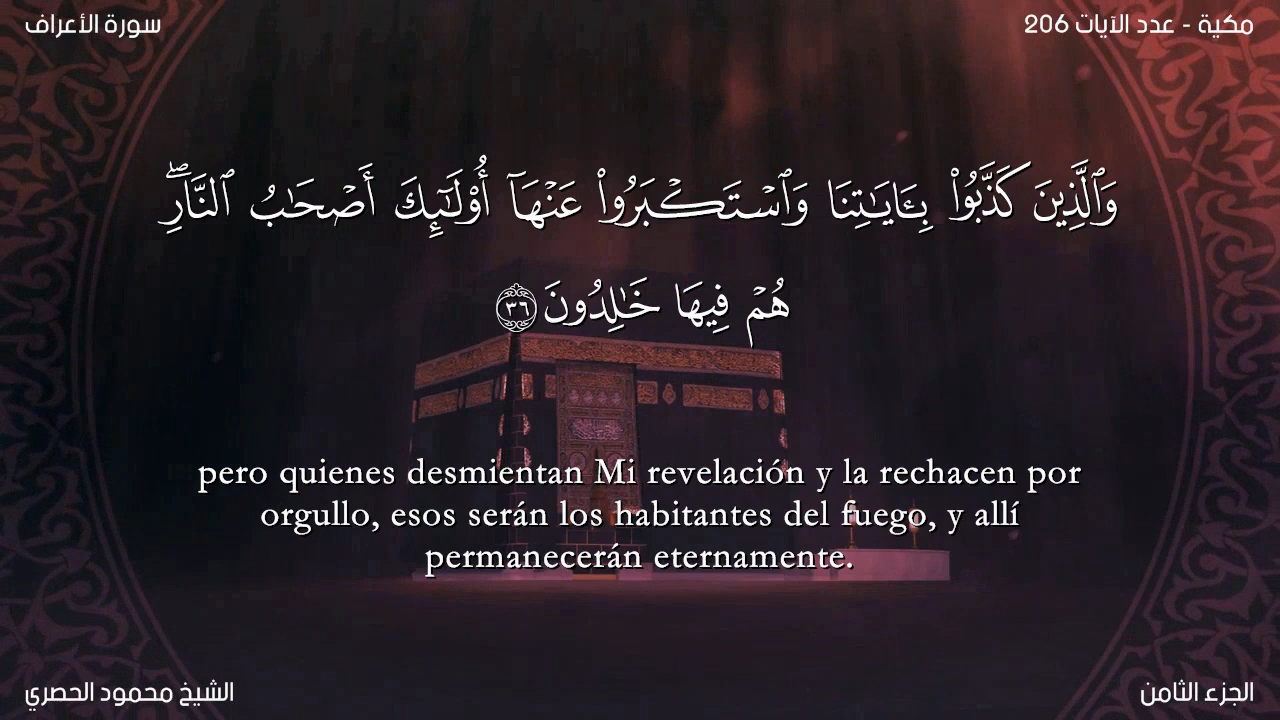 سورة الأعراف
مكية - عدد الآيات 206
وَٱلَّذِينَ كَذَّبُوا۟ بِـَٔايَـٰتِنَا وَٱسْتَكْبَرُوا۟ عَنْهَآ أُو۟لَـٰٓئِكَ أَصْحَـٰبُ ٱلنَّارِ ۖ
هُمْ فِيهَا خَـٰلِدُونَ ٣٦
pero quienes desmientan Mi revelación y la rechacen por
orgullo, esos serán los habitantes del fuego, y allí
permanecerán eternamente.
الشيخ محمود الحصري
الجزء الثامن